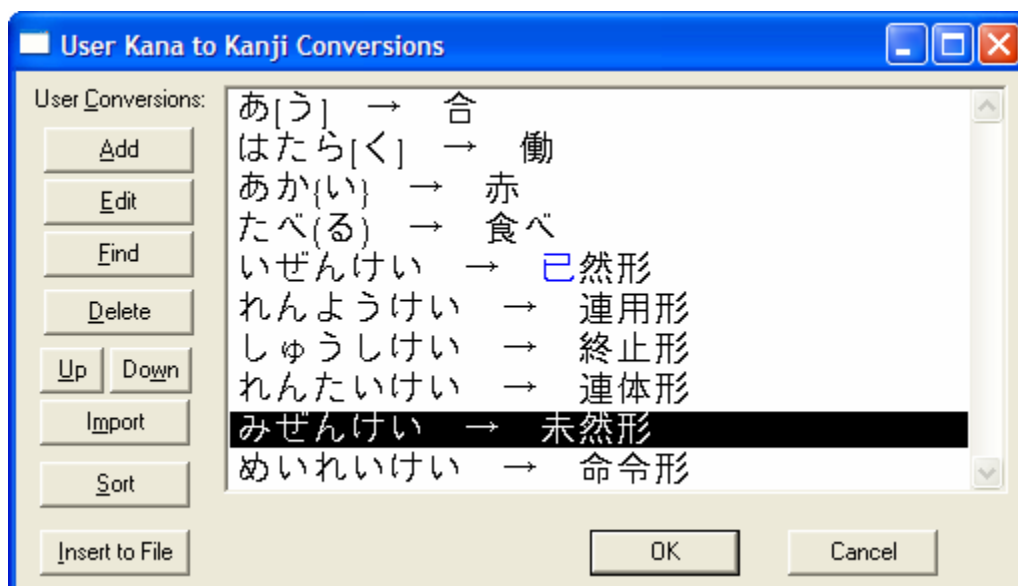 User Kana to Kanji Conversions
User Conversions:
Add
Edit
Find
Delete
Up Down
Import
Sort
Insert to File
あ[う] → 合
はたら[く] → 働
あか{い} → 赤
たべ(る) → 食べ
いぜんけい → 已然形
れんようけい → 連用形
しゅうしけい → 終止形
れんたいけい → 連体形
みぜんけい → 未然形
めいれいけい → 命令形
OK Cancel